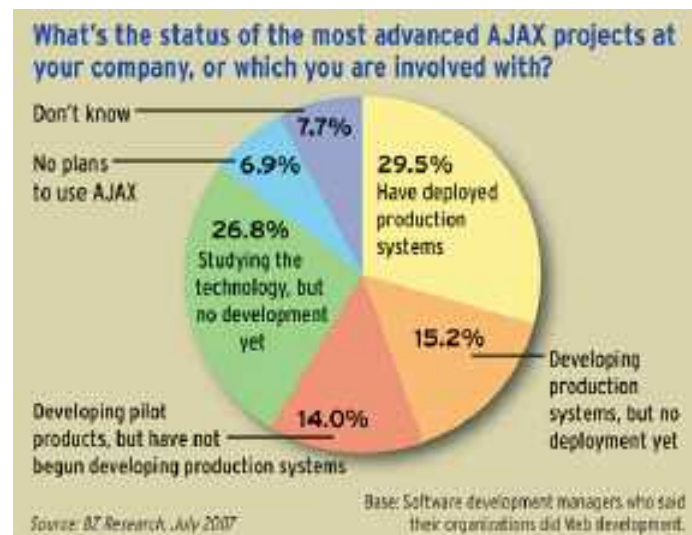 What's the status of the most advanced AJAX projects at
your company, or which you are involved with?
Don't know
7.7%
No plans
to use AJAX
6.9%
29.5%
Have deployed
production
systems
26.8%
Studying the
technology, but
no development
yet
15.2%
Developing
production
systems, but no
deployment yet
14.0%
Developing pilot
products, but have not
begun developing production systems
Base: Software development managers who said
their organizations did Web development.
Source: BZ Research, July 2007